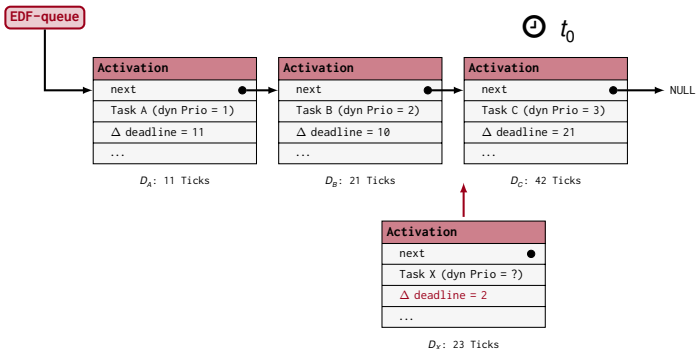 EDF-queue
t0
Activation
next
Task A (dyn Prio = 1)
Δ deadline = 11
...
DA: 11 Ticks
Activation
next
Task B (dyn Prio = 2)
Δ deadline = 10
...
DB: 21 Ticks
Activation
next
Task C (dyn Prio = 3)
Δ deadline = 21
...
DC: 42 Ticks
NULL
Activation
next
Task X (dyn Prio = ?)
Δ deadline = 2
...
DX: 23 Ticks